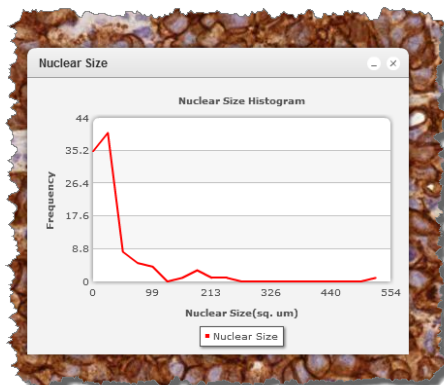 Nuclear Size
Nuclear Size Histogram
44
35.2
26.4
17.6
8.8
0
Frequency
0 99 213 326 440 554
Nuclear Size(sq. um)
Nuclear Size